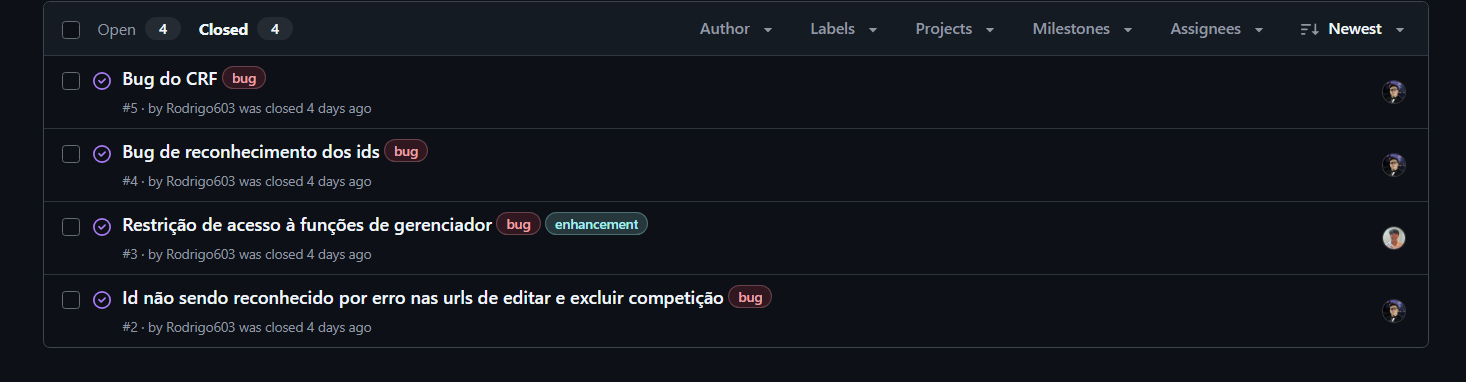 Open 4 Closed 4 Author Labels Projects Milestones Assignees Newest
Bug do CRF bug
#5 · by Rodrigo603 was closed 4 days ago
Bug de reconhecimento dos ids bug
#4 · by Rodrigo603 was closed 4 days ago
Restrição de acesso à funções de gerenciador bug enhancement
#3 · by Rodrigo603 was closed 4 days ago
Id não sendo reconhecido por erro nas urls de editar e excluir competição bug
#2 · by Rodrigo603 was closed 4 days ago